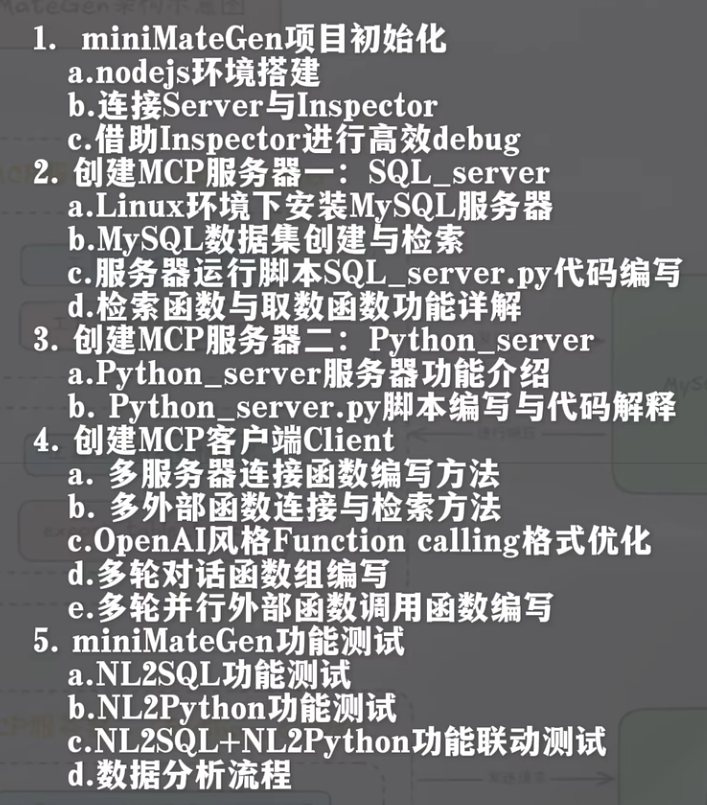 1. miniMateGen项目初始化
a.nodejs环境搭建
b.连接Server与Inspector
c.借助Inspector进行高效debug
2. 创建MCP服务器一：SQL_server
a.Linux环境下安装MySQL服务器
b.MySQL数据集创建与检索
c.服务器运行脚本SQL_server.py代码编写
d.检索函数与取数函数功能详解
3. 创建MCP服务器二：Python_server
a.Python_server服务器功能介绍
b. Python_server.py脚本编写与代码解释
4. 创建MCP客户端Client
a. 多服务器连接函数编写方法
b. 多外部函数连接与检索方法
c.OpenAI风格Function calling格式优化
d.多轮对话函数组编写
e.多轮并行外部函数调用函数编写
5. miniMateGen功能测试
a.NL2SQL功能测试
b.NL2Python功能测试
c.NL2SQL+NL2Python功能联动测试
d.数据分析流程